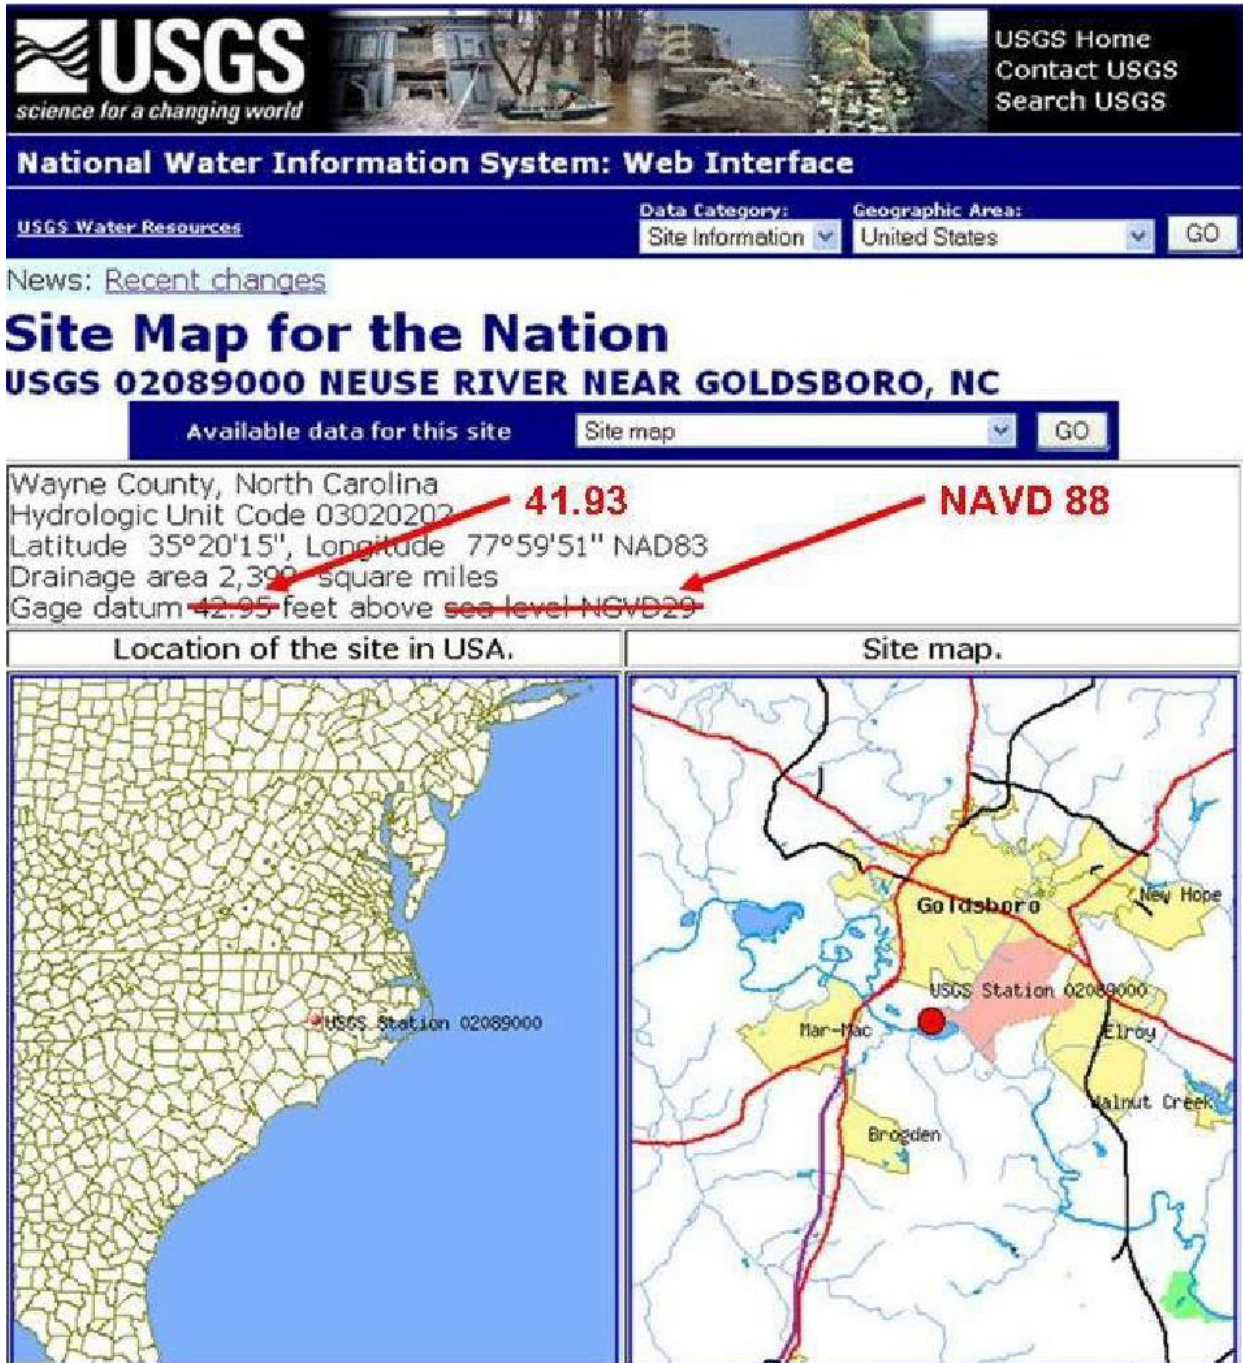 USGS
science for a changing world
USGS Home
Contact USGS
Search USGS
National Water Information System: Web Interface
USGS Water Resources
Data Category:
Geographic Area:
Site Information
United States
GO
News: Recent changes
Site Map for the Nation
USGS 02089000 NEUSE RIVER NEAR GOLDSBORO, NC
Available data for this site
Site map
GO
Wayne County, North Carolina
41.93
NAVD 88
Hydrologic Unit Code 03020202
Latitude 35°20'15", Longitude 77°59'51" NAD83
Drainage area 2,399 square miles
Gage datum 42.95 feet above sea level NGVD29
Location of the site in USA.
Site map.
USGS Station 02089000
Goldsboro
New Hope
USGS Station 02089000
Mar-Mac
Elroy
Walnut Creek
Brogden